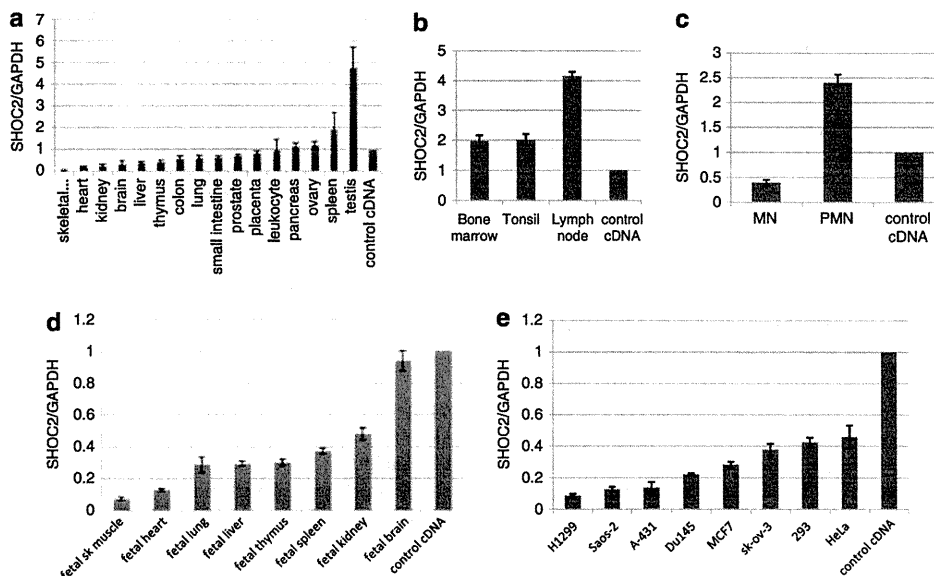 a
SHOC2/GAPDH
7
6
5
4
3
2
1
0
skeletal...
heart
kidney
brain
liver
thymus
colon
lung
small intestine
prostate
placenta
leukocyte
pancreas
ovary
spleen
testis
control cDNA
b
SHOC2/GAPDH
5
4
3
2
1
0
Bone marrow
Tonsil
Lymph node
control cDNA
c
SHOC2/GAPDH
3
2.5
2
1.5
1
0.5
0
MN
PMN
control cDNA
d
SHOC2/GAPDH
1.2
1
0.8
0.6
0.4
0.2
0
fetal sk muscle
fetal heart
fetal lung
fetal liver
fetal thymus
fetal spleen
fetal kidney
fetal brain
control cDNA
e
SHOC2/GAPDH
1.2
1
0.8
0.6
0.4
0.2
0
H1299
Saos-2
A-431
Du145
MCF7
sk-ov-3
293
HeLa
control cDNA